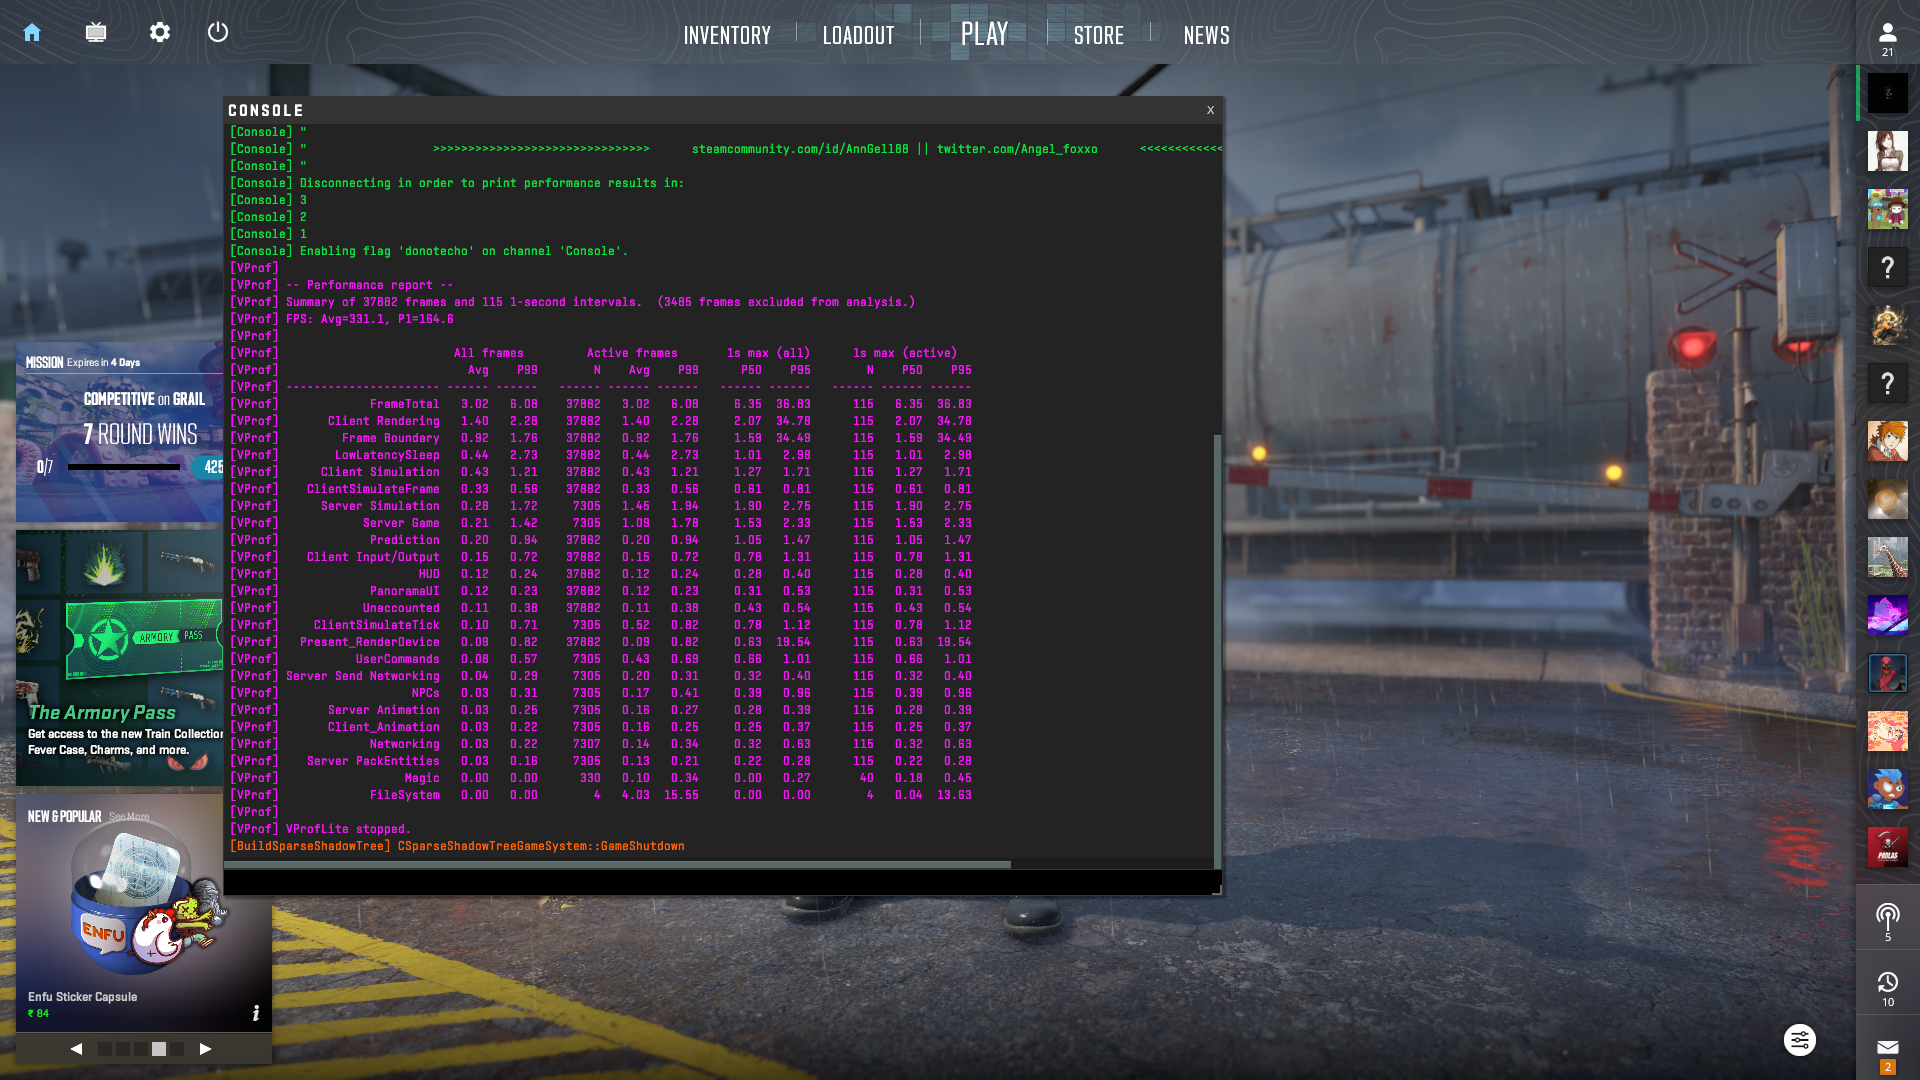 INVENTORY
LOADOUT
PLAY
STORE
NEWS
21
CONSOLE
X
[Console] "
[Console] " >>>>>>>>>>>>>>>>>>>>>>>>>>>>>>> steamcommunity.com/id/AnnGell88 || twitter.com/Angel_foxxo <<<<<<<<<<<<
[Console] "
[Console] Disconnecting in order to print performance results in:
[Console] 3
[Console] 2
[Console] 1
[Console] Enabling flag 'donotecho' on channel 'Console'.
[VProf]
[VProf] -- Performance report --
[VProf] Summary of 37882 frames and 115 1-second intervals. (3485 frames excluded from analysis.)
[VProf] FPS: Avg=331.1, P1=164.6
[VProf]
[VProf] All frames Active frames 1s max (all) 1s max (active)
[VProf] Avg P99 N Avg P99 P50 P95 N P50 P95
[VProf] ---------------------- ------ ------ ------ ------ ------ ------ ------ ------ ------ ------
[VProf] FrameTotal 3.02 6.08 37882 3.02 6.08 6.35 36.83 115 6.35 36.83
[VProf] Client Rendering 1.40 2.28 37882 1.40 2.28 2.07 34.78 115 2.07 34.78
[VProf] Frame Boundary 0.92 1.76 37882 0.92 1.76 1.59 34.49 115 1.59 34.49
[VProf] LowLatencySleep 0.44 2.73 37882 0.44 2.73 1.01 2.98 115 1.01 2.98
[VProf] Client Simulation 0.43 1.21 37882 0.43 1.21 1.27 1.71 115 1.27 1.71
[VProf] ClientSimulateFrame 0.33 0.56 37882 0.33 0.56 0.61 0.81 115 0.61 0.81
[VProf] Server Simulation 0.28 1.72 7305 1.45 1.94 1.90 2.75 115 1.90 2.75
[VProf] Server Game 0.21 1.42 7305 1.09 1.78 1.53 2.33 115 1.53 2.33
[VProf] Prediction 0.20 0.94 37882 0.20 0.94 1.05 1.47 115 1.05 1.47
[VProf] Client Input/Output 0.15 0.72 37882 0.15 0.72 0.78 1.31 115 0.78 1.31
[VProf] HUD 0.12 0.24 37882 0.12 0.24 0.28 0.40 115 0.28 0.40
[VProf] PanoramaUI 0.12 0.23 37882 0.12 0.23 0.31 0.53 115 0.31 0.53
[VProf] Unaccounted 0.11 0.38 37882 0.11 0.38 0.43 0.54 115 0.43 0.54
[VProf] ClientSimulateTick 0.10 0.71 7305 0.52 0.82 0.78 1.12 115 0.78 1.12
[VProf] Present_RenderDevice 0.09 0.82 37882 0.09 0.82 0.63 19.54 115 0.63 19.54
[VProf] UserCommands 0.08 0.57 7305 0.43 0.69 0.66 1.01 115 0.66 1.01
[VProf] Server Send Networking 0.04 0.29 7305 0.20 0.31 0.32 0.40 115 0.32 0.40
[VProf] NPCs 0.03 0.31 7305 0.17 0.41 0.39 0.96 115 0.39 0.96
[VProf] Server Animation 0.03 0.25 7305 0.16 0.27 0.28 0.39 115 0.28 0.39
[VProf] Client_Animation 0.03 0.22 7305 0.16 0.25 0.25 0.37 115 0.25 0.37
[VProf] Networking 0.03 0.22 7307 0.14 0.34 0.32 0.63 115 0.32 0.63
[VProf] Server PackEntities 0.03 0.16 7305 0.13 0.21 0.22 0.28 115 0.22 0.28
[VProf] Magic 0.00 0.00 330 0.10 0.34 0.00 0.27 40 0.18 0.45
[VProf] FileSystem 0.00 0.00 4 4.03 15.55 0.00 0.00 4 0.04 13.63
[VProf]
[VProf] VProfLite stopped.
[BuildSparseShadowTree] CSparseShadowTreeGameSystem::GameShutdown
MISSION Expires in 4 Days
COMPETITIVE on GRAIL
7 ROUND WINS
0/7
425
ARMORY PASS
The Armory Pass
Get access to the new Train Collection
Fever Case, Charms, and more.
NEW & POPULAR See More
ENFU
Enfu Sticker Capsule
₹ 84
i
?
?
PROLAS
5
10
2